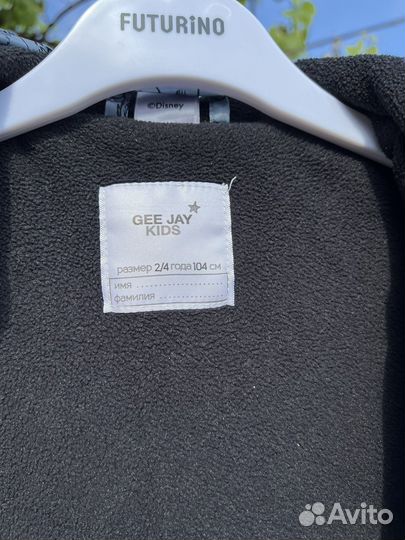 FUTURINO
©Disney
GEE JAY
KIDS
размер 2/4 года 104 см
имя
фамилия
Avito